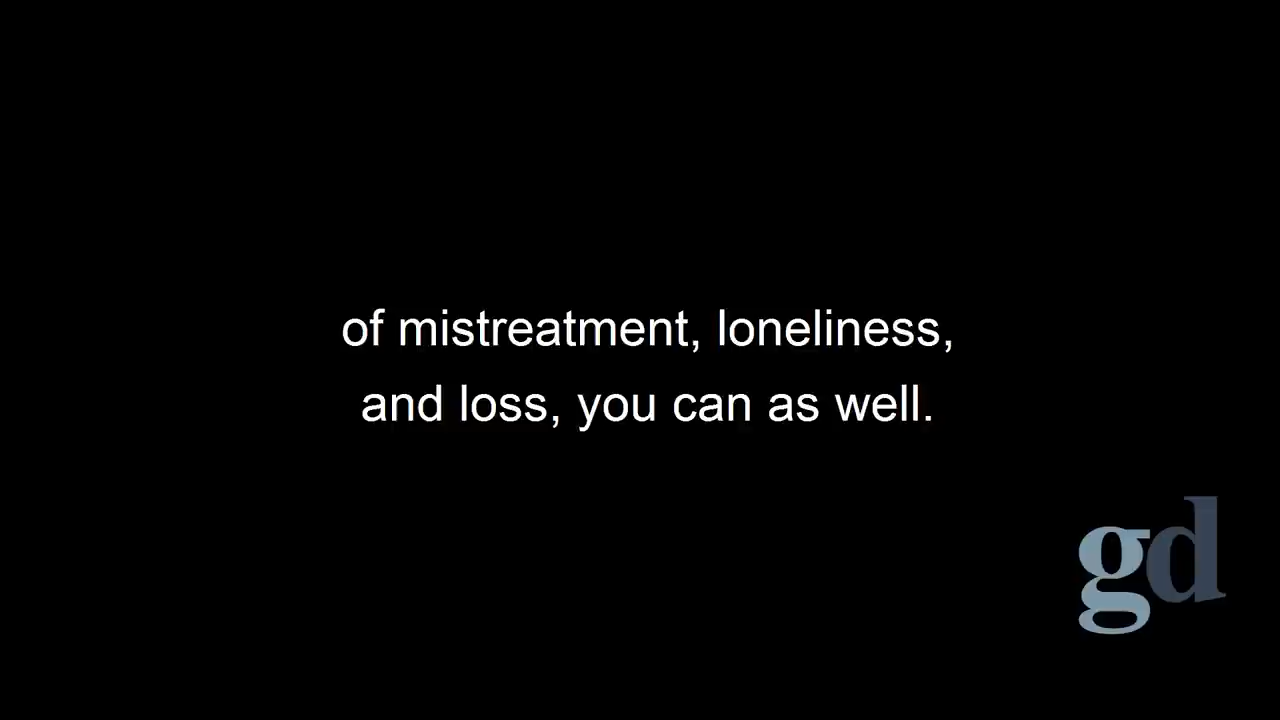 of mistreatment, loneliness,
and loss, you can as well.
gd